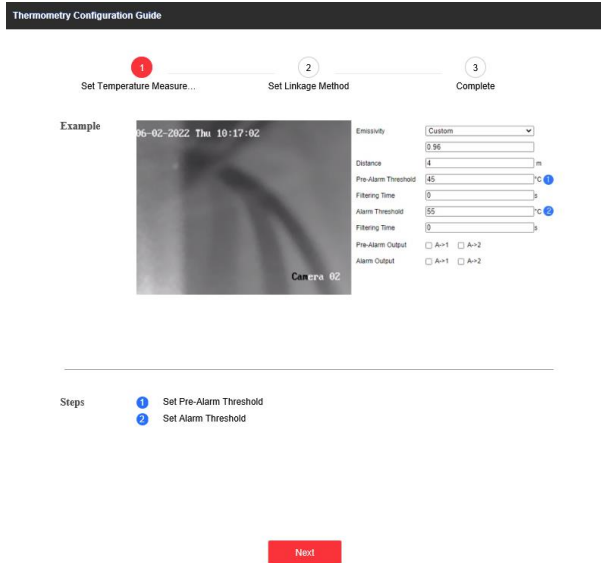 Thermometry Configuration Guide
1 2 3
Set Temperature Measure... Set Linkage Method Complete
Example
06-02-2022 Thu 10:17:02
Camera 02
Emissivity Custom
0.96
Distance 4 m
Pre-Alarm Threshold 45 °C 1
Filtering Time 0 s
Alarm Threshold 55 °C 2
Filtering Time 0 s
Pre-Alarm Output A->1 A->2
Alarm Output A->1 A->2
Steps 1 Set Pre-Alarm Threshold
2 Set Alarm Threshold
Next